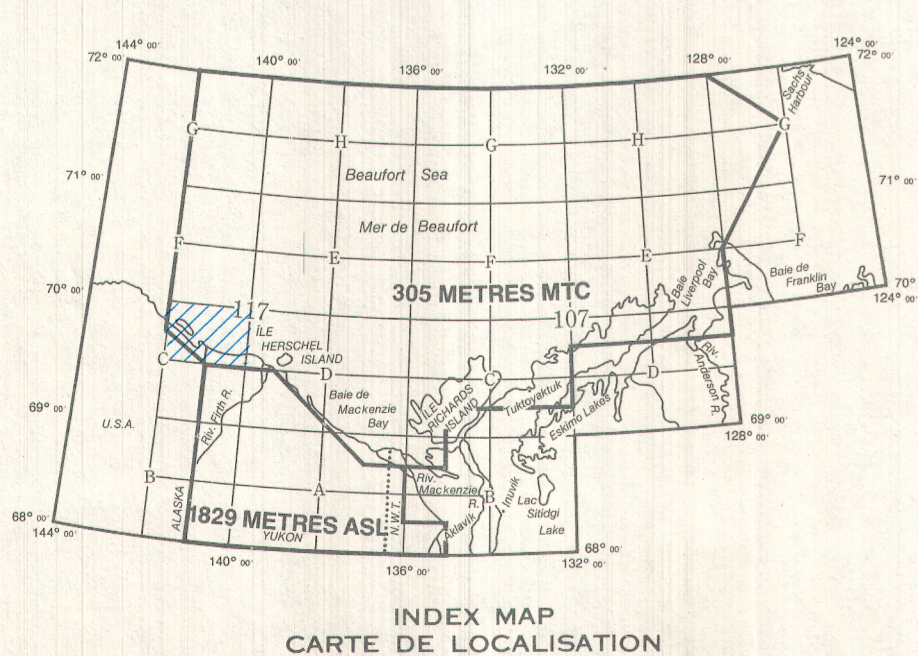 144° 00'
72° 00'
140° 00'
136° 00'
132° 00'
128° 00'
124° 00'
72° 00'
Sachs
Harbour
G
H
G
H
G
71° 00'
Beaufort Sea
71° 00'
Mer de Beaufort
F
E
F
E
F
70° 00'
305 METRES MTC
Baie
Liverpool
Bay
Baie de
Franklin
Bay
70°
124° 00'
117
107
ÎLE
HERSCHEL
ISLAND
C
D
C
D
Riv.
Anderson R.
69° 00'
Riv. Firth R.
Baie de
Mackenzie
Bay
ÎLE
RICHARDS
ISLAND
Tuktoyaktuk
Eskimo Lakes
69° 00'
128° 00'
U.S.A.
B
A
B
Riv.
Mackenzie
R.
Inuvik
Lac
Sitidgi
Lake
68° 00'
144° 00'
ALASKA
1829 METRES ASL
YUKON
N.W.T.
Aklavik
68° 00'
132° 00'
140° 00'
136° 00'
INDEX MAP
CARTE DE LOCALISATION